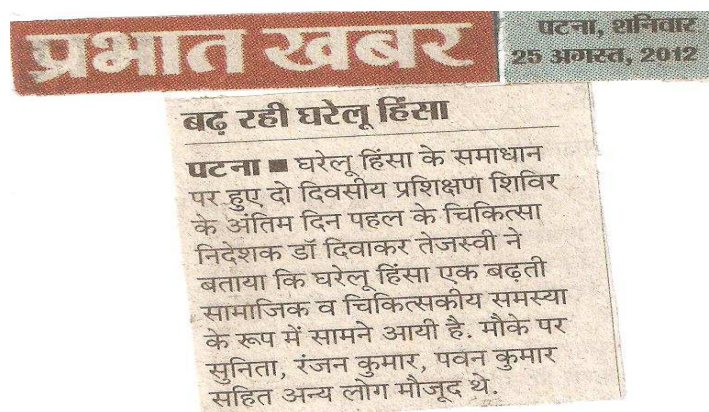 प्रभात खबर
पटना, शनिवार
25 अगस्त, 2012
बढ़ रही घरेलू हिंसा
पटना ■ घरेलू हिंसा के समाधान
पर हुए दो दिवसीय प्रशिक्षण शिविर
के अंतिम दिन पहल के चिकित्सा
निदेशक डॉ दिवाकर तेजस्वी ने
बताया कि घरेलू हिंसा एक बढ़ती
सामाजिक व चिकित्सकीय समस्या
के रूप में सामने आयी है. मौके पर
सुनिता, रंजन कुमार, पवन कुमार
सहित अन्य लोग मौजूद थे.